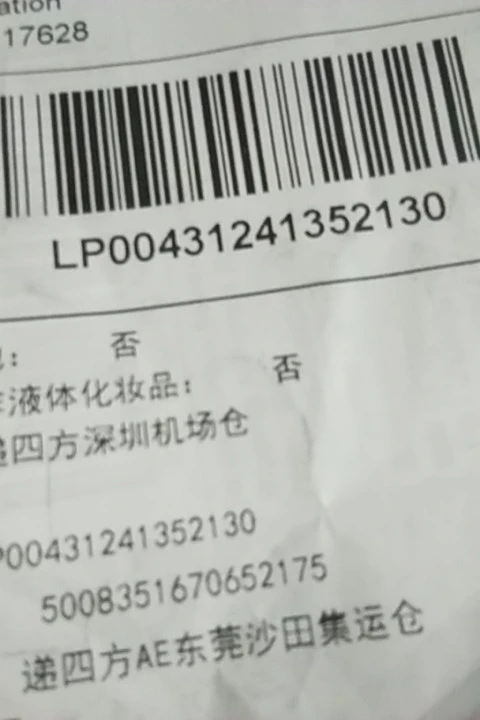 ation
17628
LP00431241352130
: 否
液体化妆品: 否
递四方深圳机场仓
P00431241352130
5008351670652175
递四方AE东莞沙田集运仓